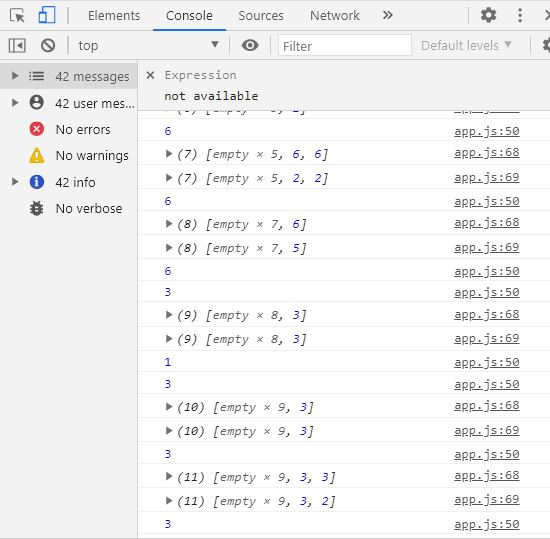 Elements Console Sources Network »
top Filter Default levels
42 messages × Expression
not available
42 user mes...
No errors
No warnings
42 info
No verbose
6 app.js:50
(7) [empty × 5, 6, 6] app.js:68
(7) [empty × 5, 2, 2] app.js:69
6 app.js:50
(8) [empty × 7, 6] app.js:68
(8) [empty × 7, 5] app.js:69
6 app.js:50
3 app.js:50
(9) [empty × 8, 3] app.js:68
(9) [empty × 8, 3] app.js:69
1 app.js:50
3 app.js:50
(10) [empty × 9, 3] app.js:68
(10) [empty × 9, 3] app.js:69
3 app.js:50
(11) [empty × 9, 3, 3] app.js:68
(11) [empty × 9, 3, 2] app.js:69
3 app.js:50